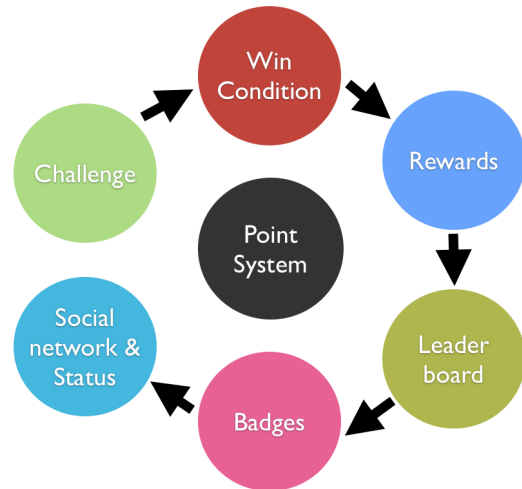 Win
Condition
Challenge
Rewards
Point
System
Social
network &
Status
Leader
board
Badges